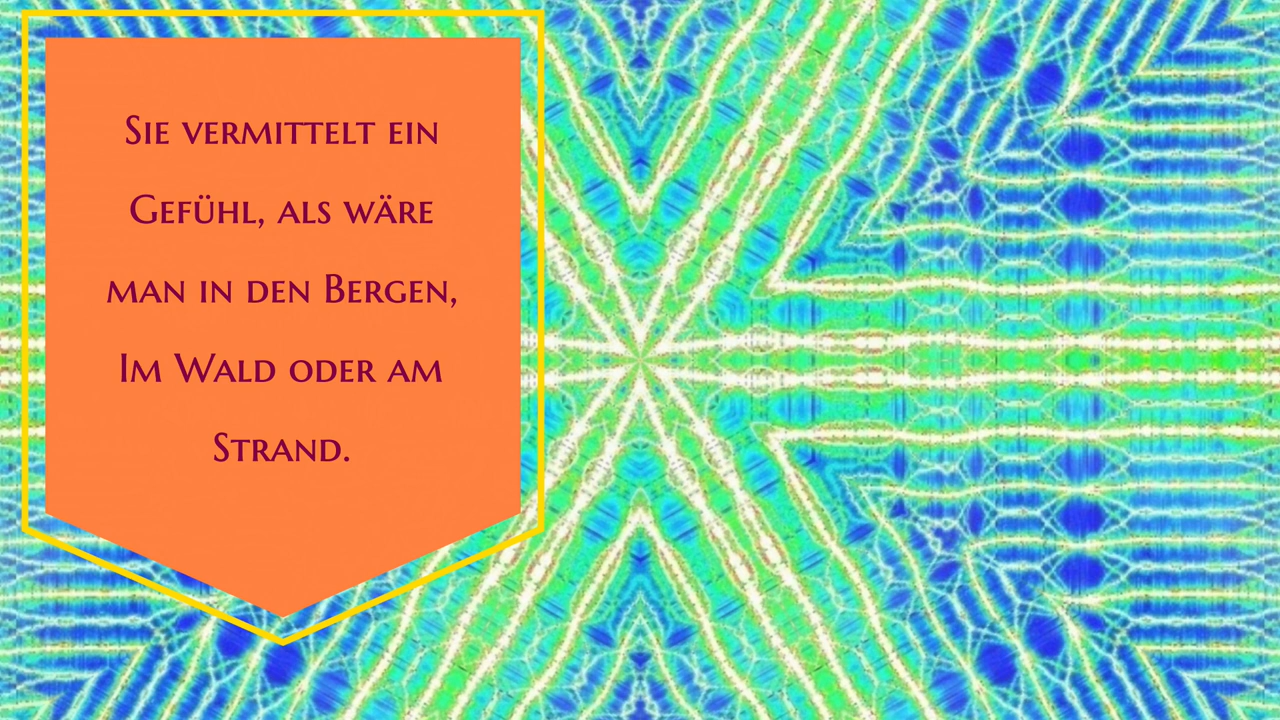 Sie vermittelt ein
Gefühl, als wäre
man in den Bergen,
Im Wald oder am
Strand.